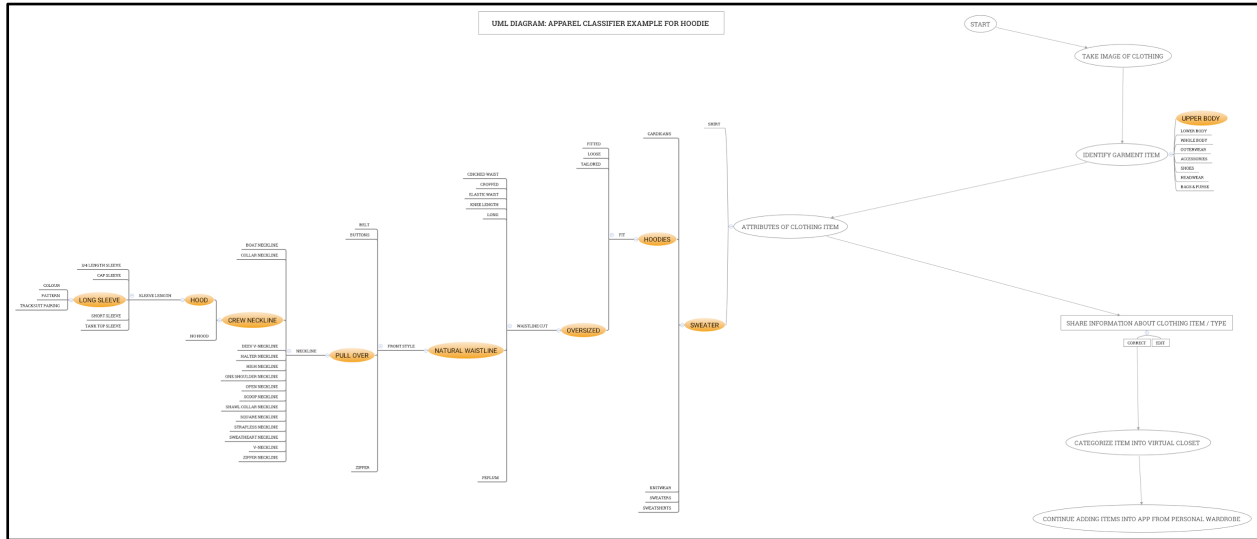 UML DIAGRAM: APPAREL CLASSIFIER EXAMPLE FOR HOODIE
START
TAKE IMAGE OF CLOTHING
IDENTIFY GARMENT ITEM
UPPER BODY
LOWER BODY
WHOLE BODY
OUTERWEAR
ACCESSORIES
SHOES
HEADWEAR
BAGS & PURSE
ATTRIBUTES OF CLOTHING ITEM
SHIRT
SWEATER
CARDIGANS
HOODIES
KNITWEAR
SWEATERS
SWEATSHIRTS
FIT
FITTED
LOOSE
TAILORED
OVERSIZED
WAISTLINE CUT
CINCHED WAIST
CROPPED
ELASTIC WAIST
KNEE LENGTH
LONG
NATURAL WAISTLINE
PEPLUM
FRONT STYLE
BELT
BUTTONS
PULL OVER
ZIPPER
NECKLINE
BOAT NECKLINE
COLLAR NECKLINE
CREW NECKLINE
DEEP V-NECKLINE
HALTER NECKLINE
HIGH NECKLINE
ONE SHOULDER NECKLINE
OPEN NECKLINE
SCOOP NECKLINE
SHAWL COLLAR NECKLINE
SQUARE NECKLINE
STRAPLESS NECKLINE
SWEATHEART NECKLINE
V-NECKLINE
ZIPPER NECKLINE
HOOD
NO HOOD
SLEEVE LENGTH
3/4 LENGTH SLEEVE
CAP SLEEVE
LONG SLEEVE
SHORT SLEEVE
TANK TOP SLEEVE
COLOUR
PATTERN
TRACKSUIT PAIRING
SHARE INFORMATION ABOUT CLOTHING ITEM / TYPE
CORRECT
EDIT
CATEGORIZE ITEM INTO VIRTUAL CLOSET
CONTINUE ADDING ITEMS INTO APP FROM PERSONAL WARDROBE